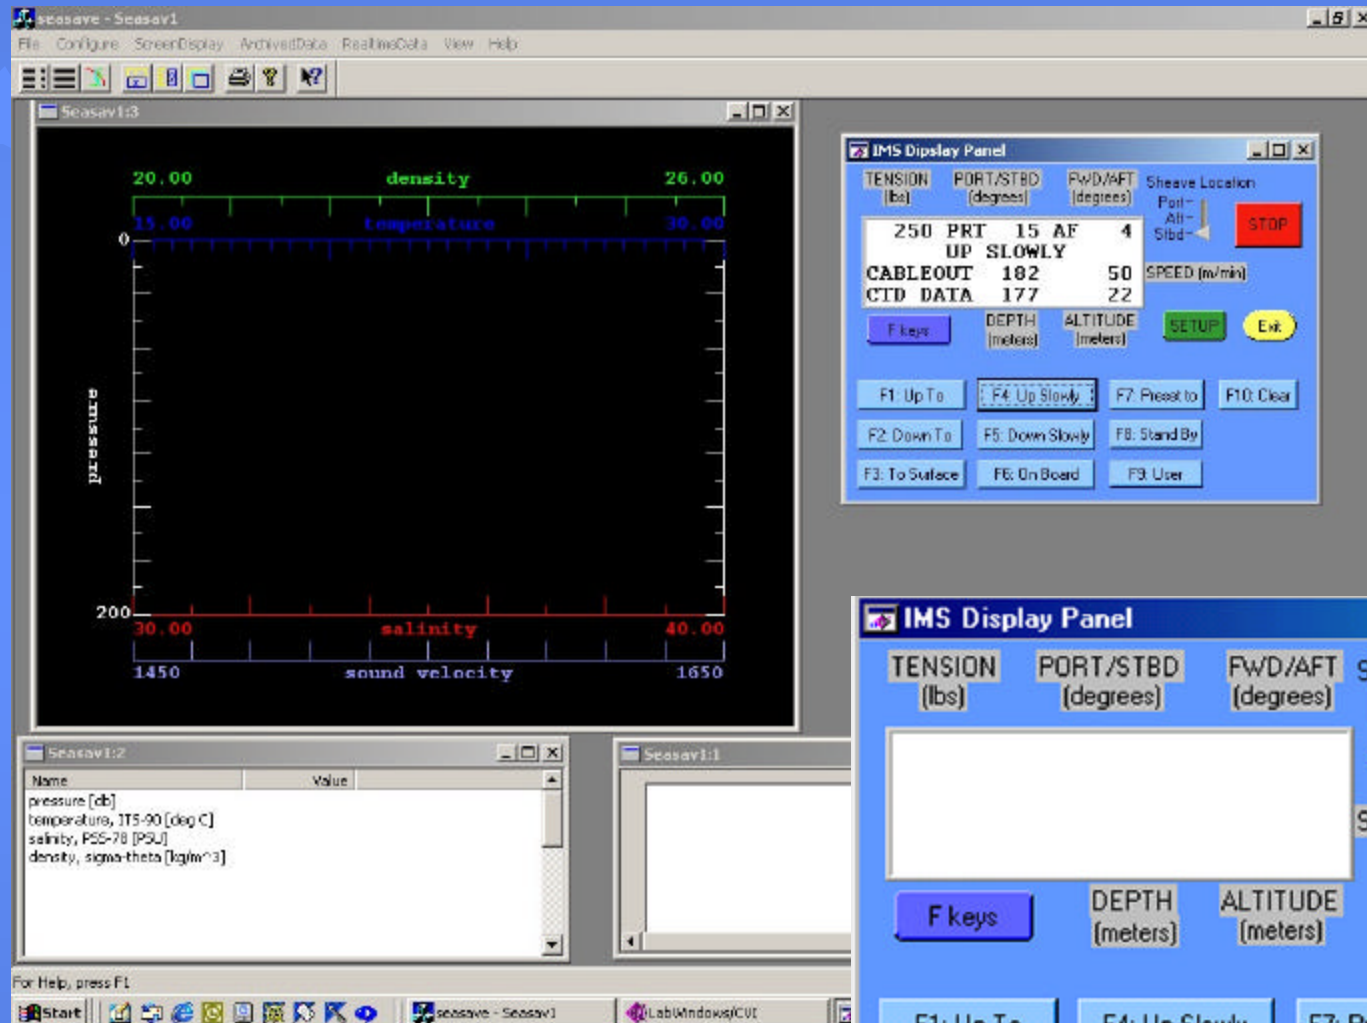 seasave - Seasav1
File Configure ScreenDisplay ArchivedData RealtimeData View Help
Seasav1:3
20.00 density 26.00
15.00 temperature 30.00
0
pressure
200
30.00 salinity 40.00
1450 sound velocity 1650
IMS Dipslay Panel
TENSION PORT/STBD FWD/AFT Sheave Location
(lbs) (degrees) (degrees)
Port
Aft
Stbd
STOP
250 PRT 15 AF 4
UP SLOWLY
CABLEOUT 182 50 SPEED (m/min)
CTD DATA 177 22
F keys DEPTH ALTITUDE SETUP Exit
(meters) (meters)
F1: Up To F4: Up Slowly F7: Preset to F10: Clear
F2: Down To F5: Down Slowly F8: Stand By
F3: To Surface F6: On Board F9: User
IMS Display Panel
TENSION PORT/STBD FWD/AFT S
(lbs) (degrees) (degrees)
S
F keys DEPTH ALTITUDE
(meters) (meters)
F1: Up To F4: Up Slowly F7: P
Seasav1:2
Name Value
pressure [db]
temperature, ITS-90 [deg C]
salinity, PSS-78 [PSU]
density, sigma-theta [kg/m^3]
Seasav1:1
For Help, press F1
Start seasave - Seasav1 LabWindows/CVI